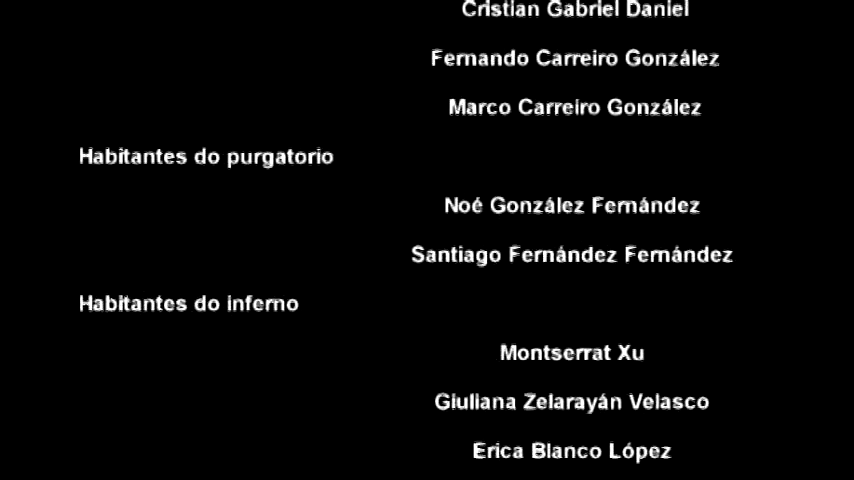 Cristian Gabriel Daniel
Fernando Carreiro González
Marco Carreiro González
Habitantes do purgatorio
Noé González Fernández
Santiago Fernández Fernández
Habitantes do inferno
Montserrat Xu
Giuliana Zelarayán Velasco
Erica Blanco López